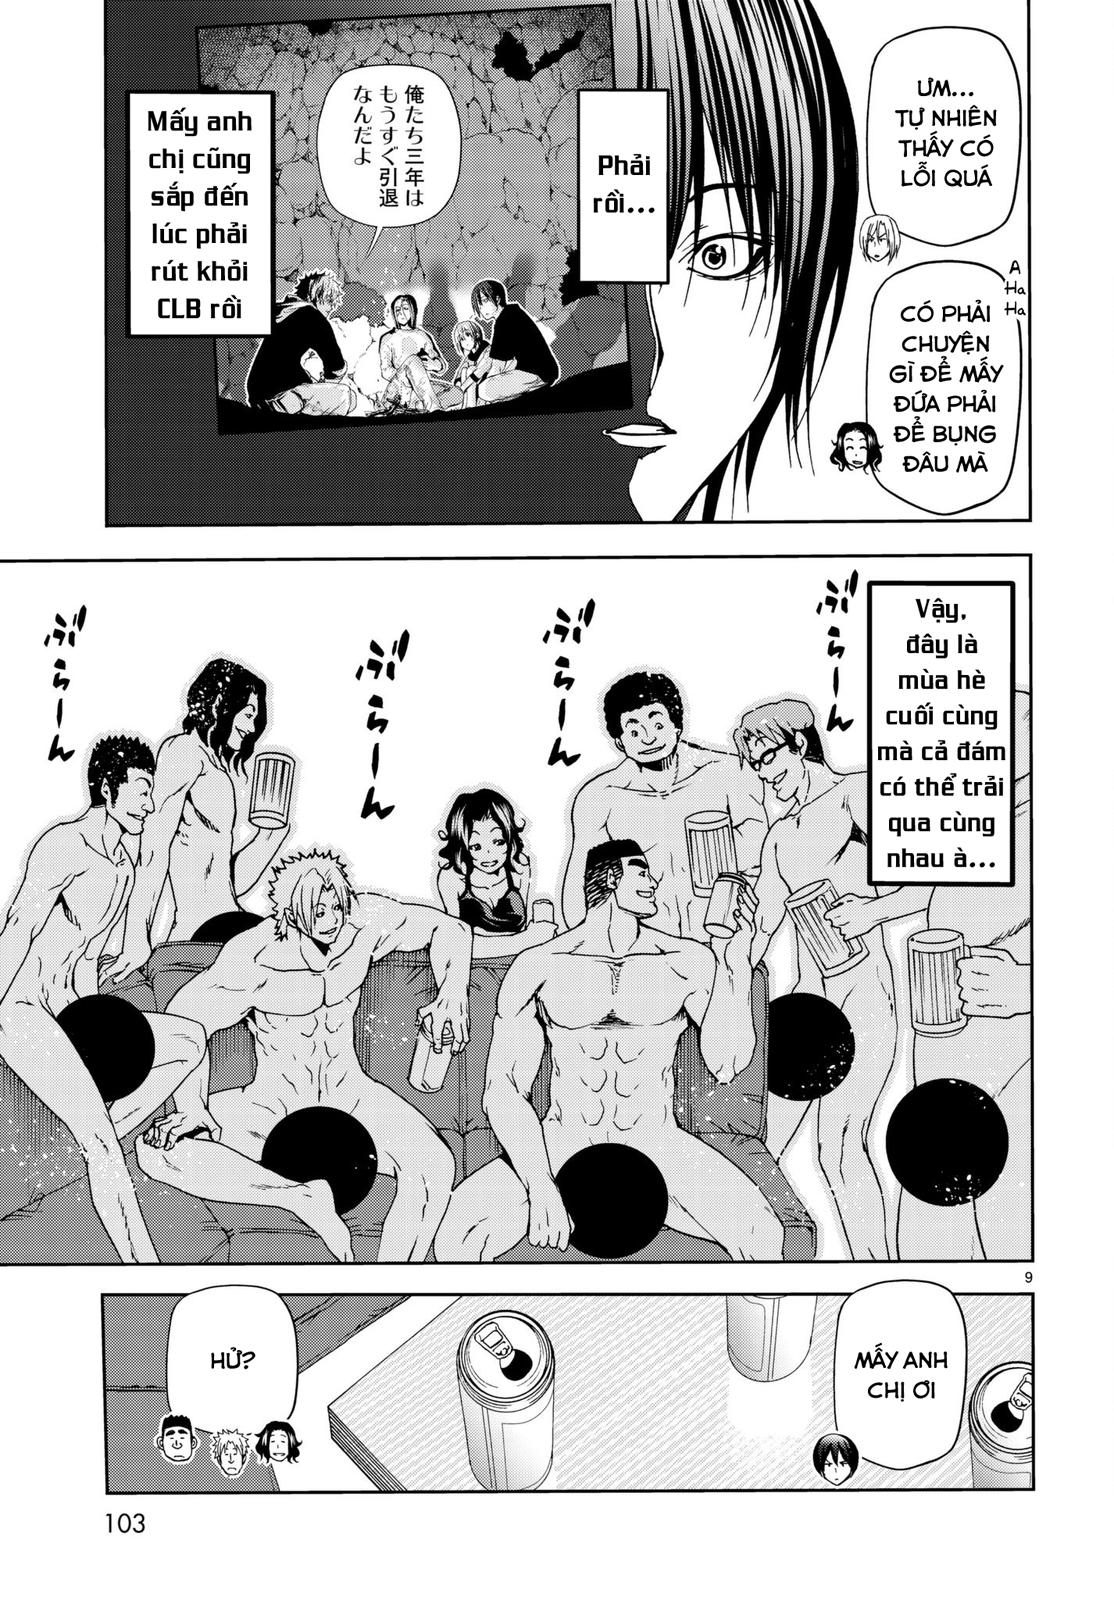 ƯM...
TỰ NHIÊN
THẤY CÓ
LỖI QUÁ
A
Ha
Ha
CÓ PHẢI
CHUYỆN
GÌ ĐỂ MẤY
ĐỨA PHẢI
ĐỂ BỤNG
ĐÂU MÀ
Phải
rồi...
俺たち三年は
もうすぐ引退
なんだよ
Mấy anh
chị cũng
sắp đến
lúc phải
rút khỏi
CLB rồi
Vậy,
đây là
mùa hè
cuối cùng
mà cả đám
có thể trải
qua cùng
nhau à...
ぶらーん
ぶらーん
ぶらーん
ぶらーん
9
MẤY ANH
CHỊ ƠI
HỬ?
103